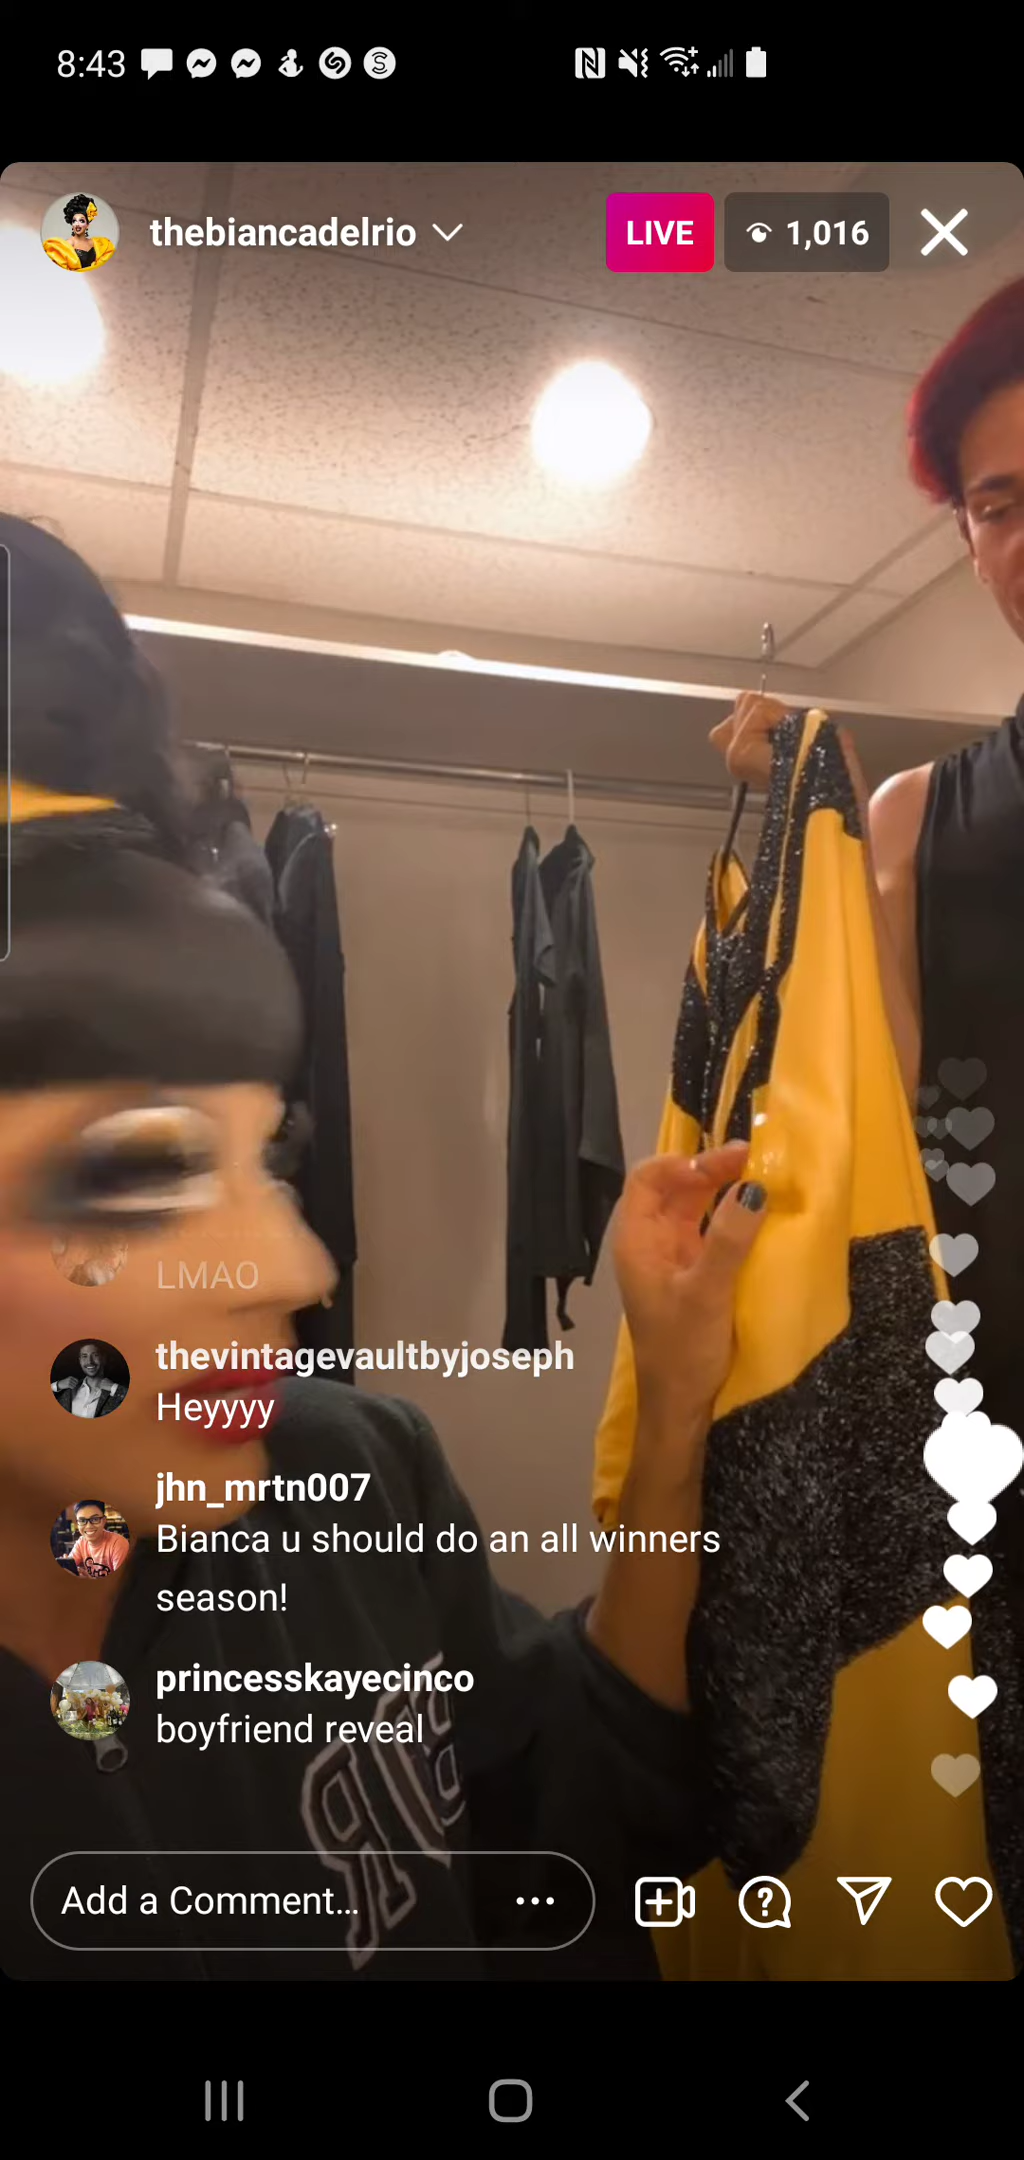 8:43
thebiancadelrio
LIVE
1,016
LMAO
thevintagevaultbyjoseph
Heyyyy
jhn_mrtn007
Bianca u should do an all winners
season!
princesskayecinco
boyfriend reveal
Add a Comment...